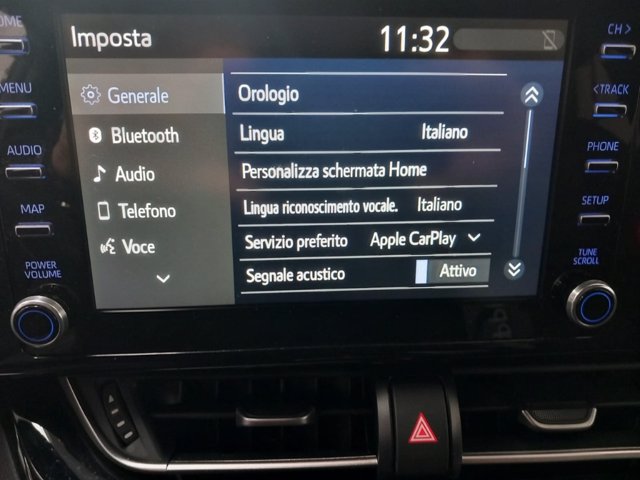 HOME
MENU
AUDIO
MAP
POWER
VOLUME
Imposta
11:32
Generale
Bluetooth
Audio
Telefono
Voce
Orologio
Lingua Italiano
Personalizza schermata Home
Lingua riconoscimento vocale. Italiano
Servizio preferito Apple CarPlay
Segnale acustico Attivo
CH >
< TRACK
PHONE
SETUP
TUNE
SCROLL